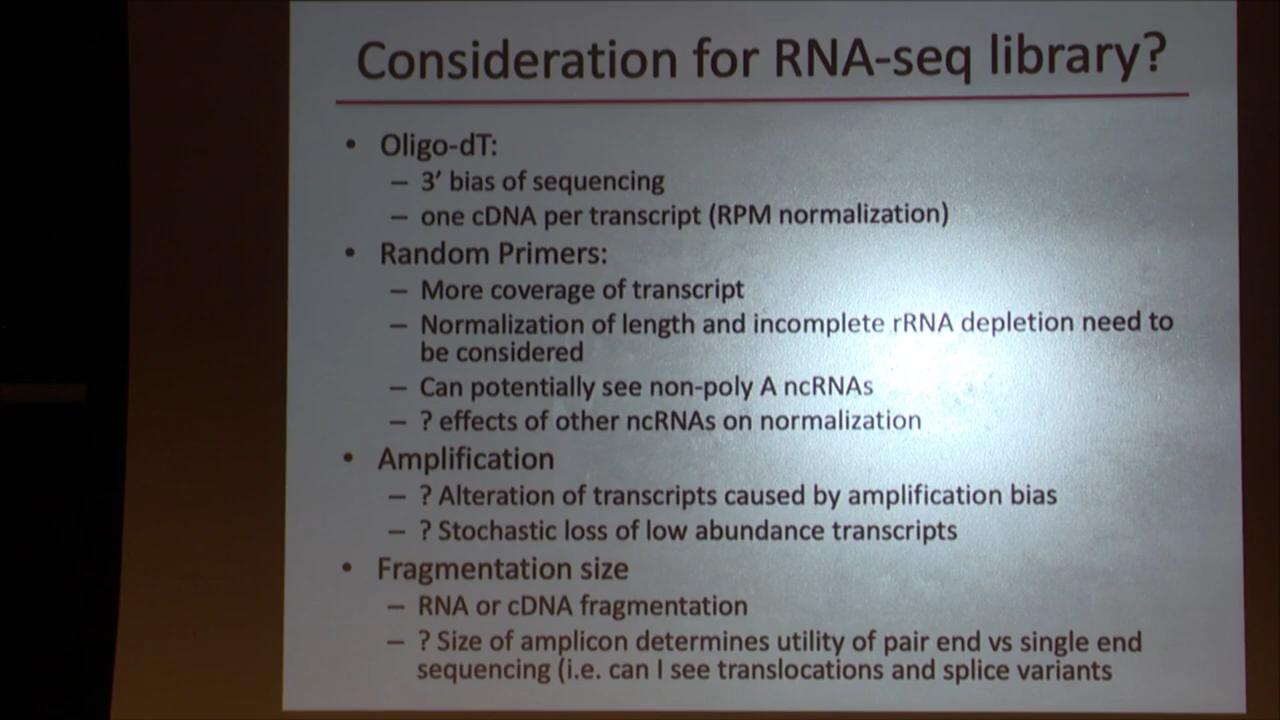 Consideration for RNA-seq library?
• Oligo-dT:
– 3′ bias of sequencing
– one cDNA per transcript (RPM normalization)
• Random Primers:
– More coverage of transcript
– Normalization of length and incomplete rRNA depletion need to
be considered
– Can potentially see non-poly A ncRNAs
– ? effects of other ncRNAs on normalization
• Amplification
– ? Alteration of transcripts caused by amplification bias
– ? Stochastic loss of low abundance transcripts
• Fragmentation size
– RNA or cDNA fragmentation
– ? Size of amplicon determines utility of pair end vs single end
sequencing (i.e. can I see translocations and splice variants